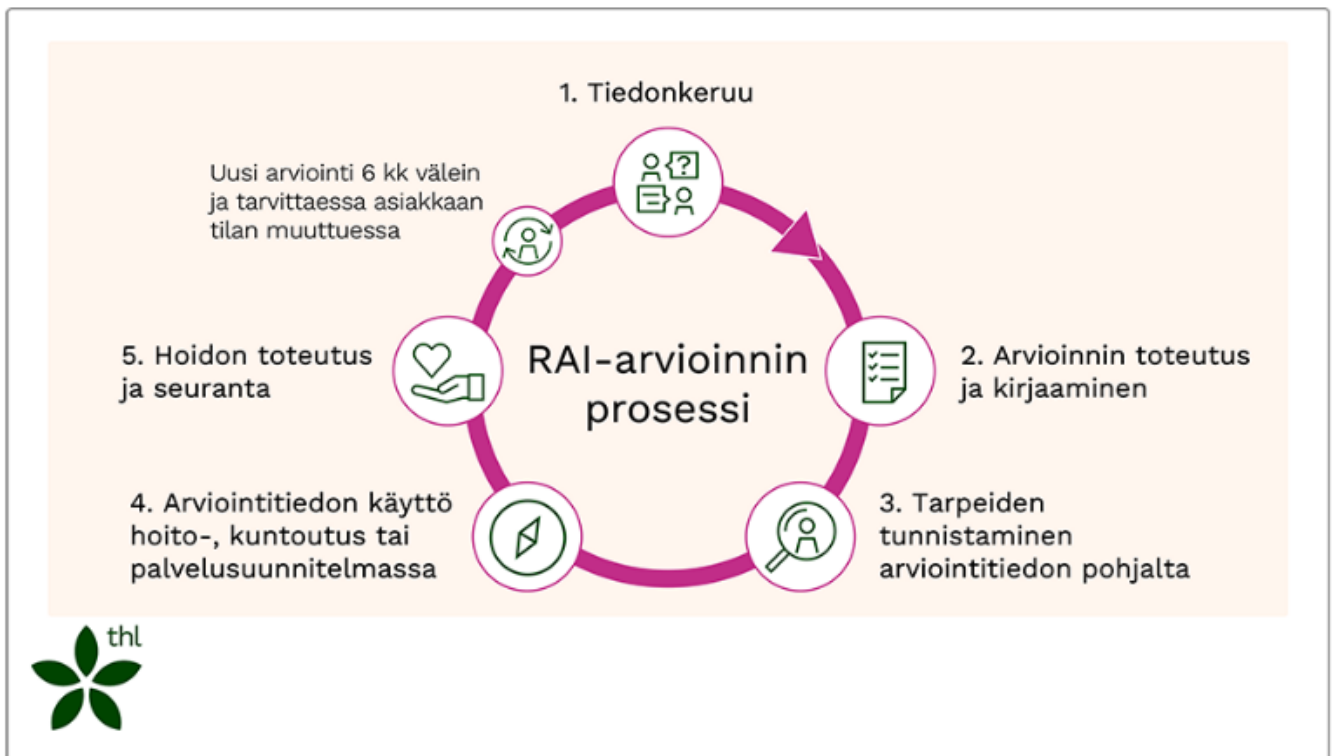 1. Tiedonkeruu
Uusi arviointi 6 kk välein
ja tarvittaessa asiakkaan
tilan muuttuessa
?
RAI-arvioinnin
prosessi
2. Arvioinnin toteutus
ja kirjaaminen
3. Tarpeiden
tunnistaminen
arviointitiedon pohjalta
4. Arviointitiedon käyttö
hoito-, kuntoutus tai
palvelusuunnitelmassa
5. Hoidon toteutus
ja seuranta
thl